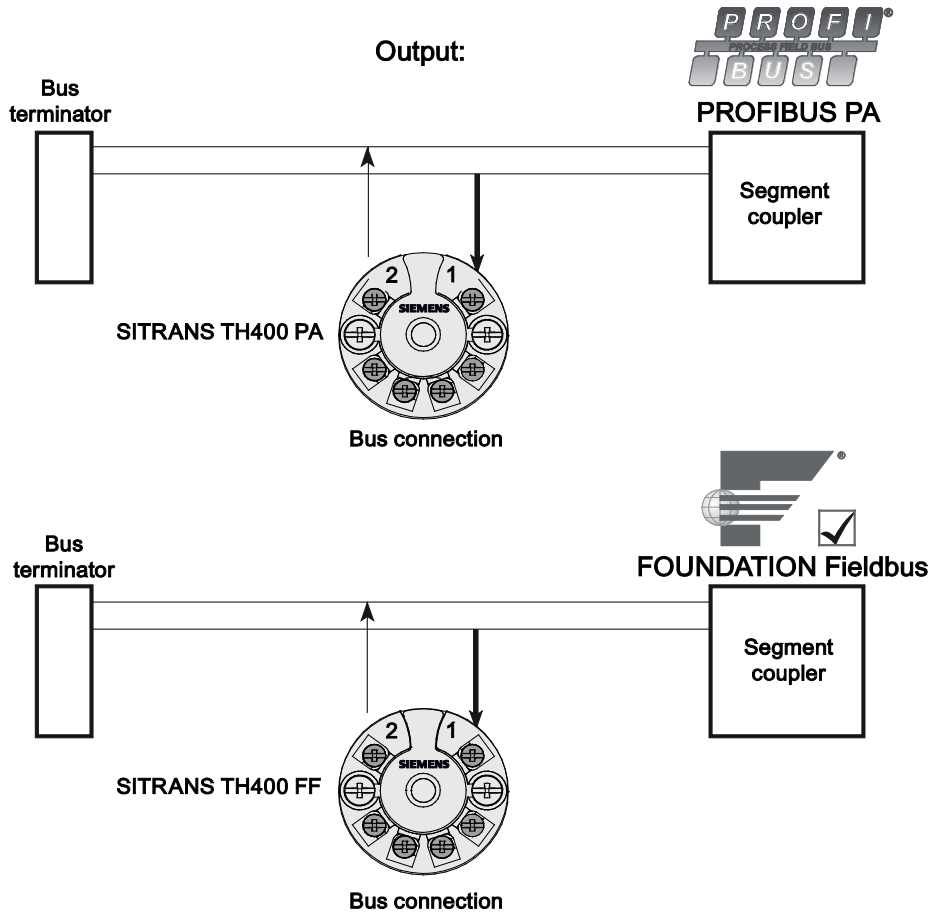 Output:
PROFI®
PROCESS FIELD BUS
BUS
PROFIBUS PA
Bus
terminator
Segment
coupler
2 1
SIEMENS
SITRANS TH400 PA
Bus connection
®
FOUNDATION Fieldbus
Bus
terminator
Segment
coupler
2 1
SIEMENS
SITRANS TH400 FF
Bus connection